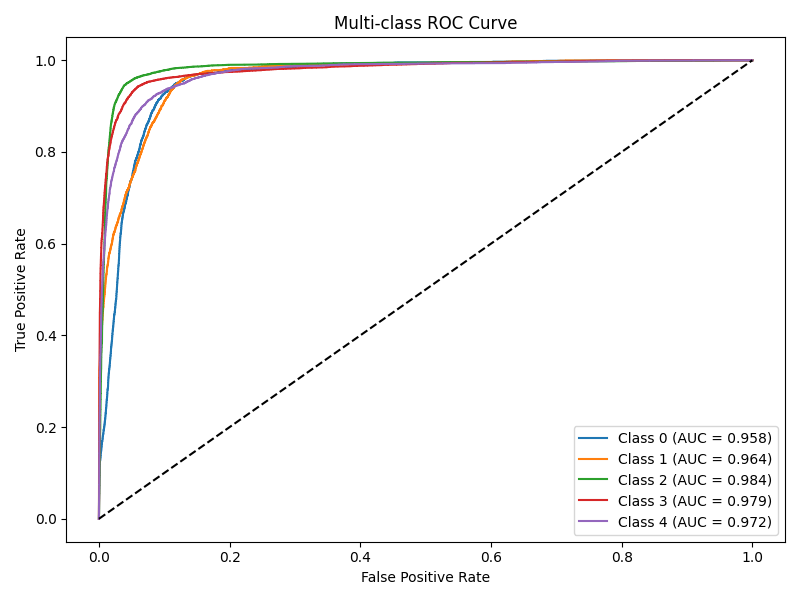 Multi-class ROC Curve
True Positive Rate
1.0
0.8
0.6
0.4
0.2
0.0
Class 0 (AUC = 0.958)
Class 1 (AUC = 0.964)
Class 2 (AUC = 0.984)
Class 3 (AUC = 0.979)
Class 4 (AUC = 0.972)
0.0 0.2 0.4 0.6 0.8 1.0
False Positive Rate